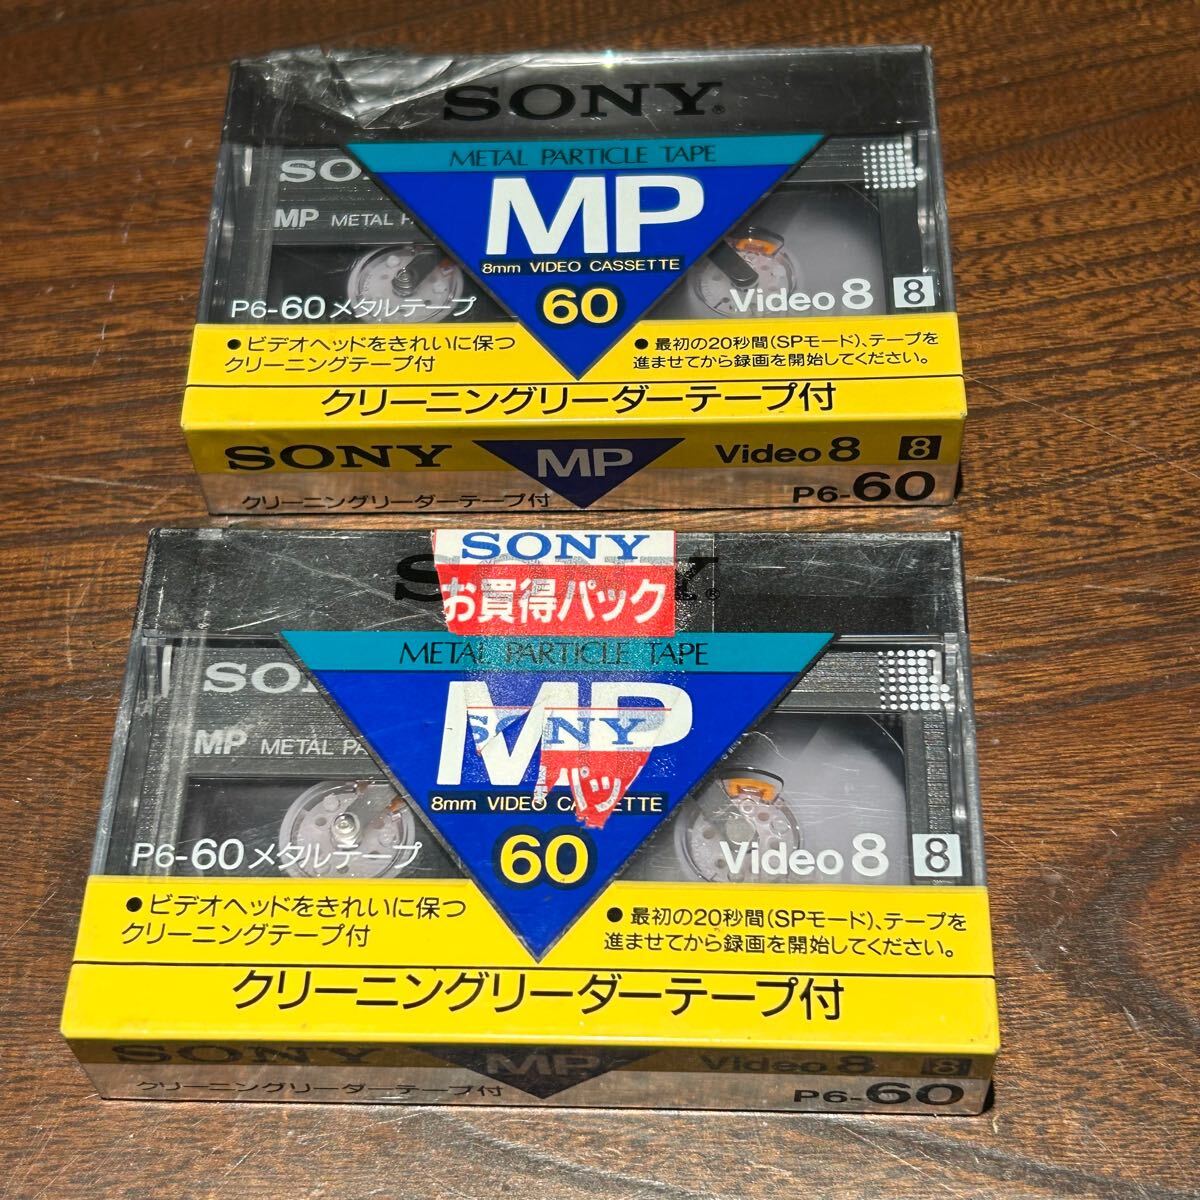 SONY®
METAL PARTICLE TAPE
SO
MP
MP METAL P
8mm VIDEO CASSETTE
P6-60メタルテープ
60
Video 8 8
●ビデオヘッドをきれいに保つ
クリーニングテープ付
●最初の20秒間(SPモード)、テープを
進ませてから録画を開始してください。
クリーニングリーダーテープ付
SONY MP Video 8 8
クリーニングリーダーテープ付
P6-60
SONY
お買得パック
S Y®
METAL PARTICLE TAPE
SO
MP
MP METAL PA
SONY
パッ
8mm VIDEO CA ETTE
P6-60メタルテープ
60
Video 8 8
●ビデオヘッドをきれいに保つ
クリーニングテープ付
●最初の20秒間(SPモード)、テープを
進ませてから録画を開始してください。
クリーニングリーダーテープ付
SONY MP Video 8 8
クリーニングリーダーテープ付
P6-60